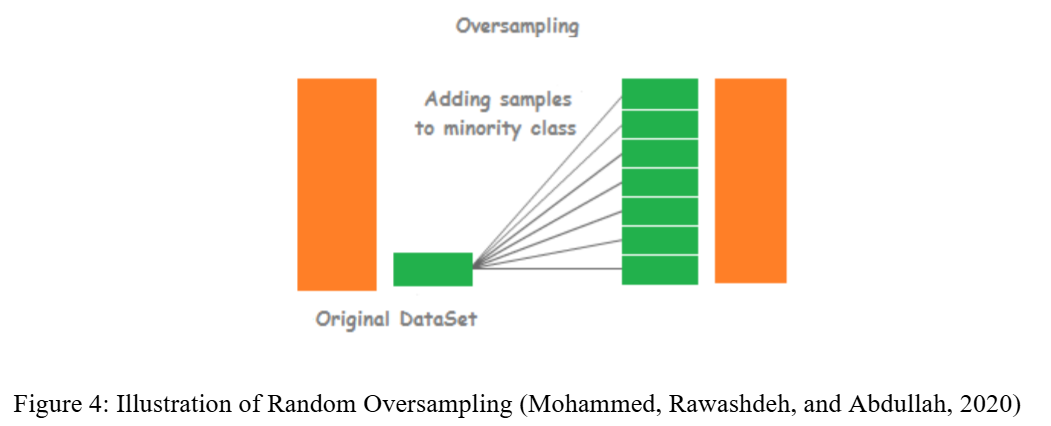 Oversampling
Adding samples
to minority class
Original DataSet
Figure 4: Illustration of Random Oversampling (Mohammed, Rawashdeh, and Abdullah, 2020)